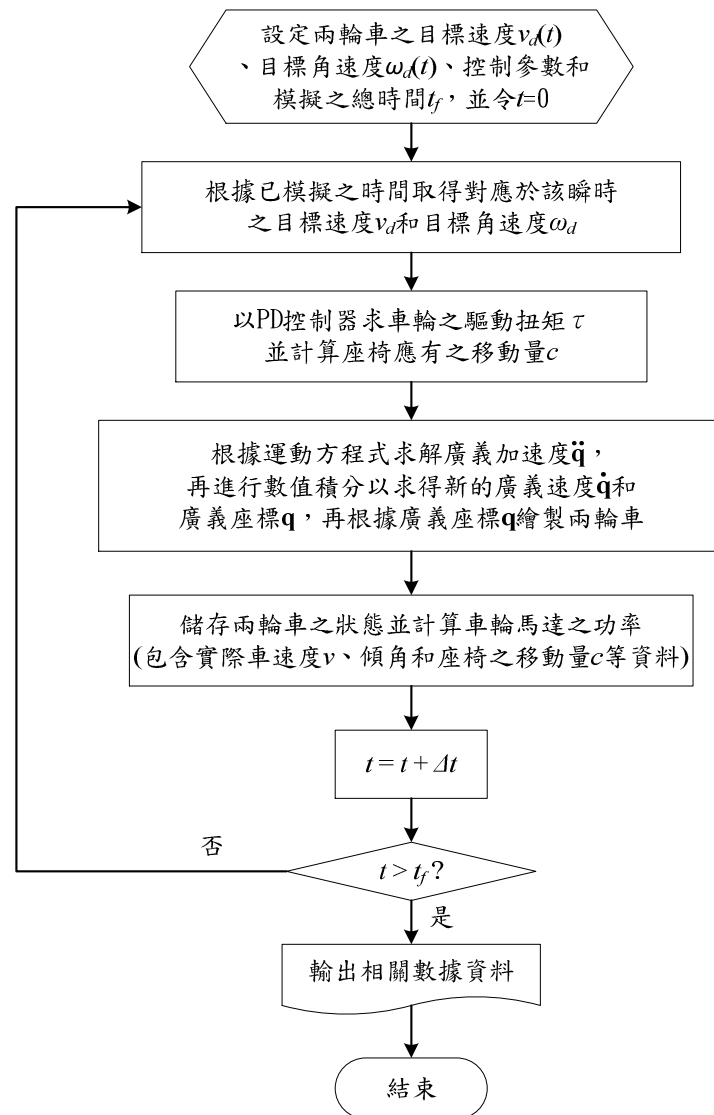 設定兩輪車之目標速度v_d(t)
、目標角速度ω_d(t)、控制參數和
模擬之總時間t_f，並令t=0
根據已模擬之時間取得對應於該瞬時
之目標速度v_d和目標角速度ω_d
以PD控制器求車輪之驅動扭矩τ
並計算座椅應有之移動量c
根據運動方程式求解廣義加速度q̈，
再進行數值積分以求得新的廣義速度q̇和
廣義座標q，再根據廣義座標q繪製兩輪車
儲存兩輪車之狀態並計算車輪馬達之功率
(包含實際車速度v、傾角和座椅之移動量c等資料)
t = t + Δt
否
t > t_f?
是
輸出相關數據資料
結束